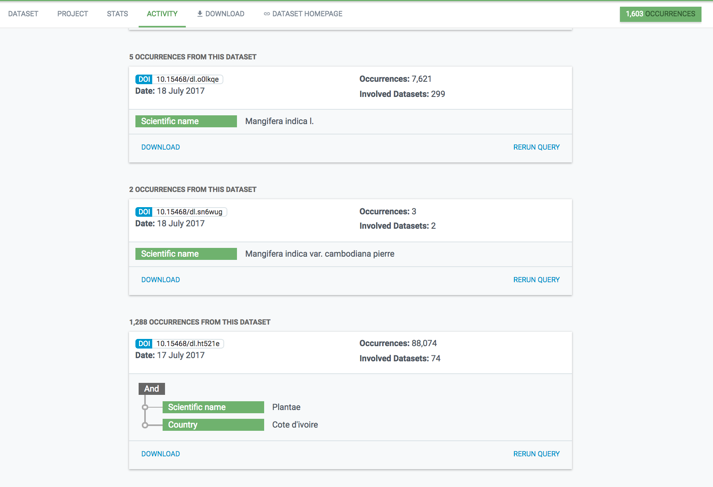 DATASET PROJECT STATS ACTIVITY DOWNLOAD DATASET HOMEPAGE 1,603 OCCURRENCES
5 OCCURRENCES FROM THIS DATASET
DOI 10.15468/dl.o0lkqe
Occurrences: 7,621
Date: 18 July 2017
Involved Datasets: 299
Scientific name Mangifera indica l.
DOWNLOAD RERUN QUERY
2 OCCURRENCES FROM THIS DATASET
DOI 10.15468/dl.sn6wug
Occurrences: 3
Date: 18 July 2017
Involved Datasets: 2
Scientific name Mangifera indica var. cambodiana pierre
DOWNLOAD RERUN QUERY
1,288 OCCURRENCES FROM THIS DATASET
DOI 10.15468/dl.ht521e
Occurrences: 88,074
Date: 17 July 2017
Involved Datasets: 74
And
Scientific name Plantae
Country Cote d'ivoire
DOWNLOAD RERUN QUERY